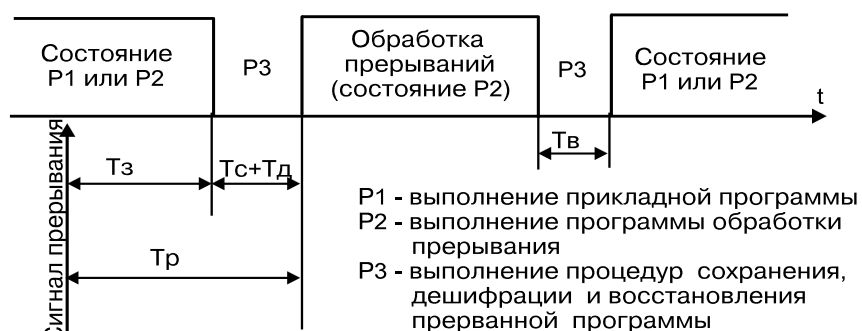 Состояние
Р1 или Р2
Р3
Обработка
прерываний
(состояние Р2)
Р3
Состояние
Р1 или Р2
t
Сигнал прерывания
Тз
Тс+Тд
Тв
Тр
Р1 - выполнение прикладной программы
Р2 - выполнение программы обработки
прерывания
Р3 - выполнение процедур сохранения,
дешифрации и восстановления
прерванной программы